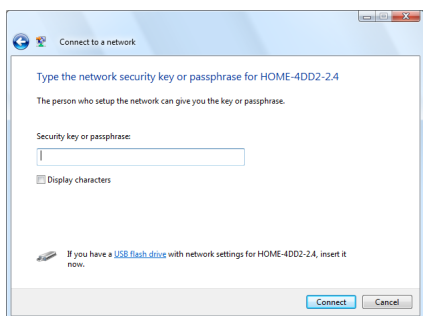 Connect to a network
Type the network security key or passphrase for HOME-4DD2-2.4
The person who setup the network can give you the key or passphrase.
Security key or passphrase:
Display characters
If you have a USB flash drive with network settings for HOME-4DD2-2.4, insert it
now.
Connect Cancel